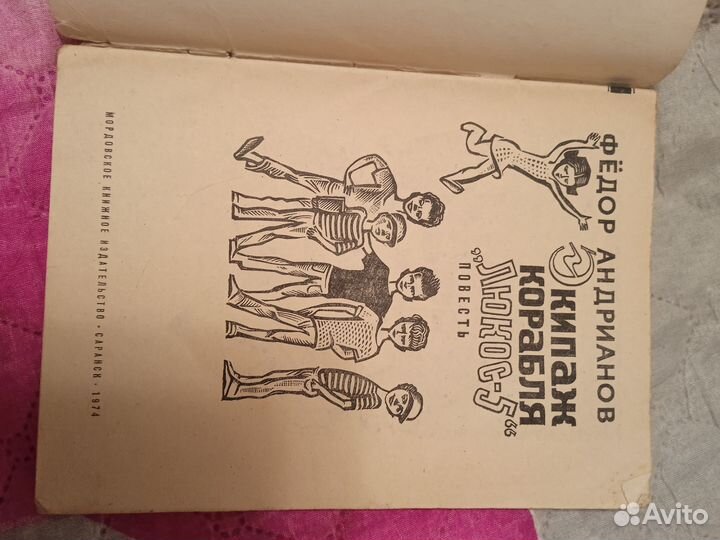 ФЁДОР АНДРИАНОВ
ЭКИПАЖ
КОРАБЛЯ
„ЛЮКОС-5“
ПОВЕСТЬ
МОРДОВСКОЕ КНИЖНОЕ ИЗДАТЕЛЬСТВО · САРАНСК · 1974
Avito